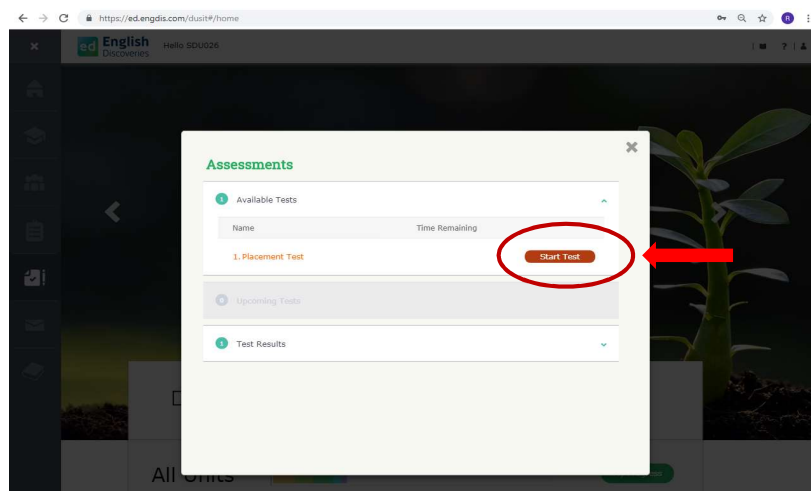 https://ed.engdis.com/dusit#/home
R
ed English Discoveries
Hello SDU026
?
Assessments
1 Available Tests
Name Time Remaining
1. Placement Test Start Test
0 Upcoming Tests
1 Test Results
All Units